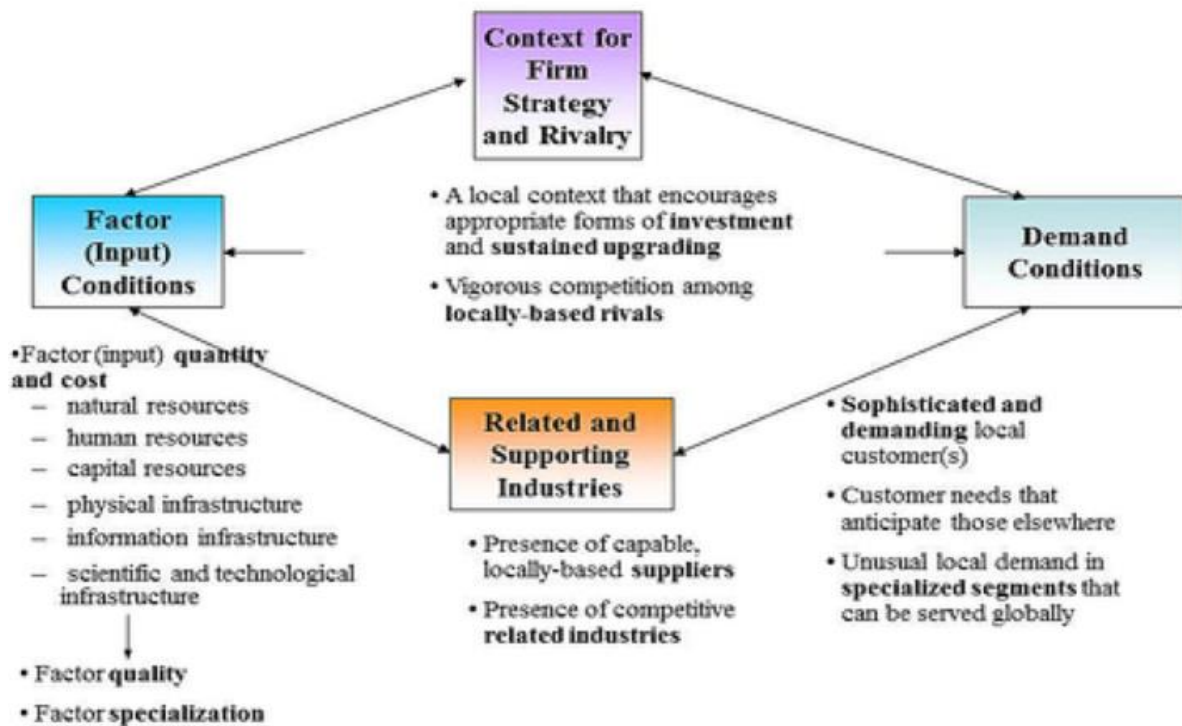 Context for
Firm
Strategy
and Rivalry
• A local context that encourages
appropriate forms of investment
and sustained upgrading
• Vigorous competition among
locally-based rivals
Factor
(Input)
Conditions
•Factor (input) quantity
and cost
– natural resources
– human resources
– capital resources
– physical infrastructure
– information infrastructure
– scientific and technological
infrastructure
• Factor quality
• Factor specialization
Related and
Supporting
Industries
• Presence of capable,
locally-based suppliers
• Presence of competitive
related industries
Demand
Conditions
• Sophisticated and
demanding local
customer(s)
• Customer needs that
anticipate those elsewhere
• Unusual local demand in
specialized segments that
can be served globally